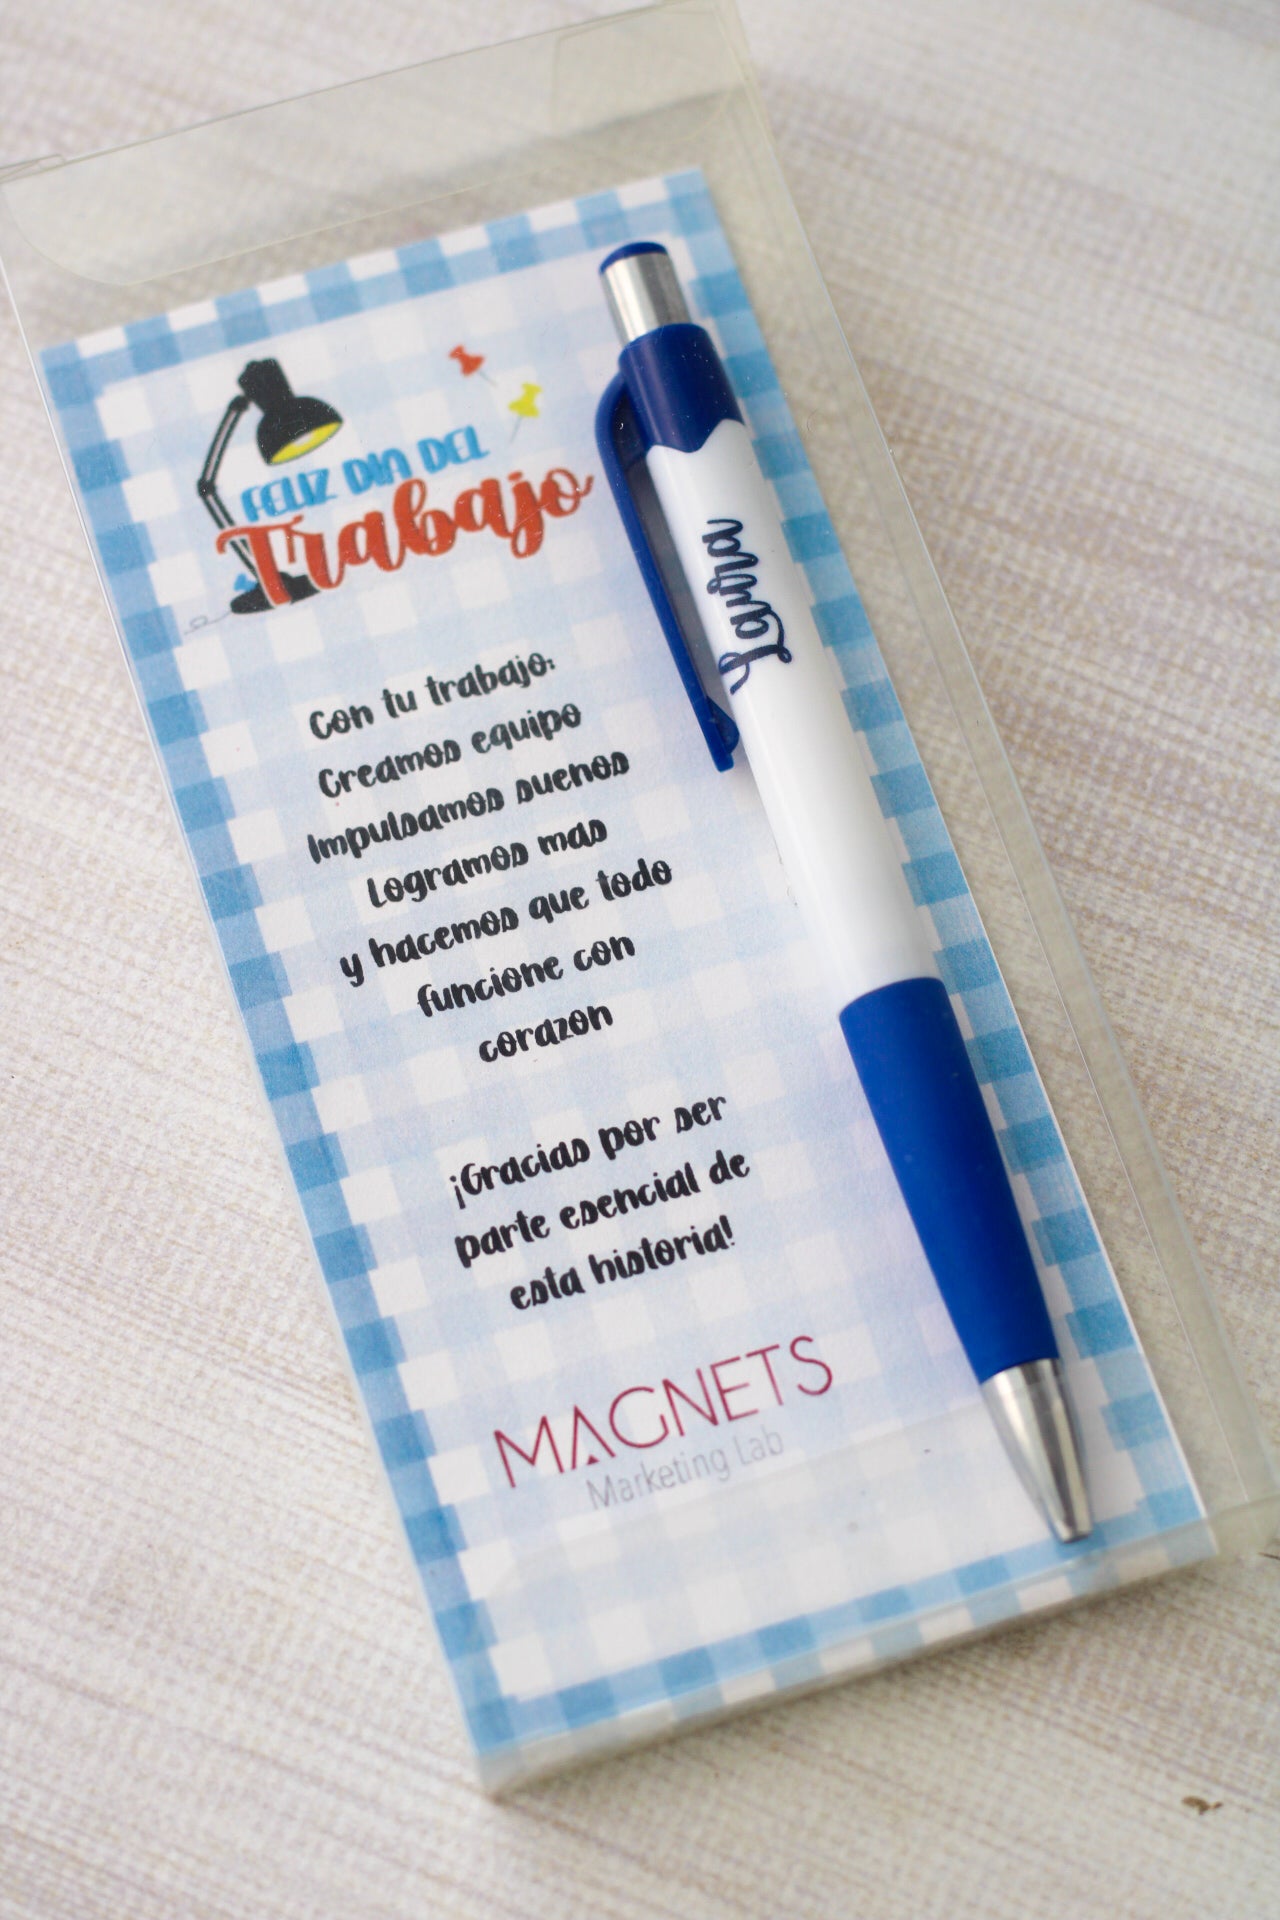 FELIZ DIA DEL
Trabajo
Con tu trabajo:
Creamos equipo
Impulsamos suenos
Logramos mas
y hacemos que todo
funcione con
corazon
¡Gracias por ser
parte esencial de
esta historia!
MAGNETS
Marketing Lab
Laura